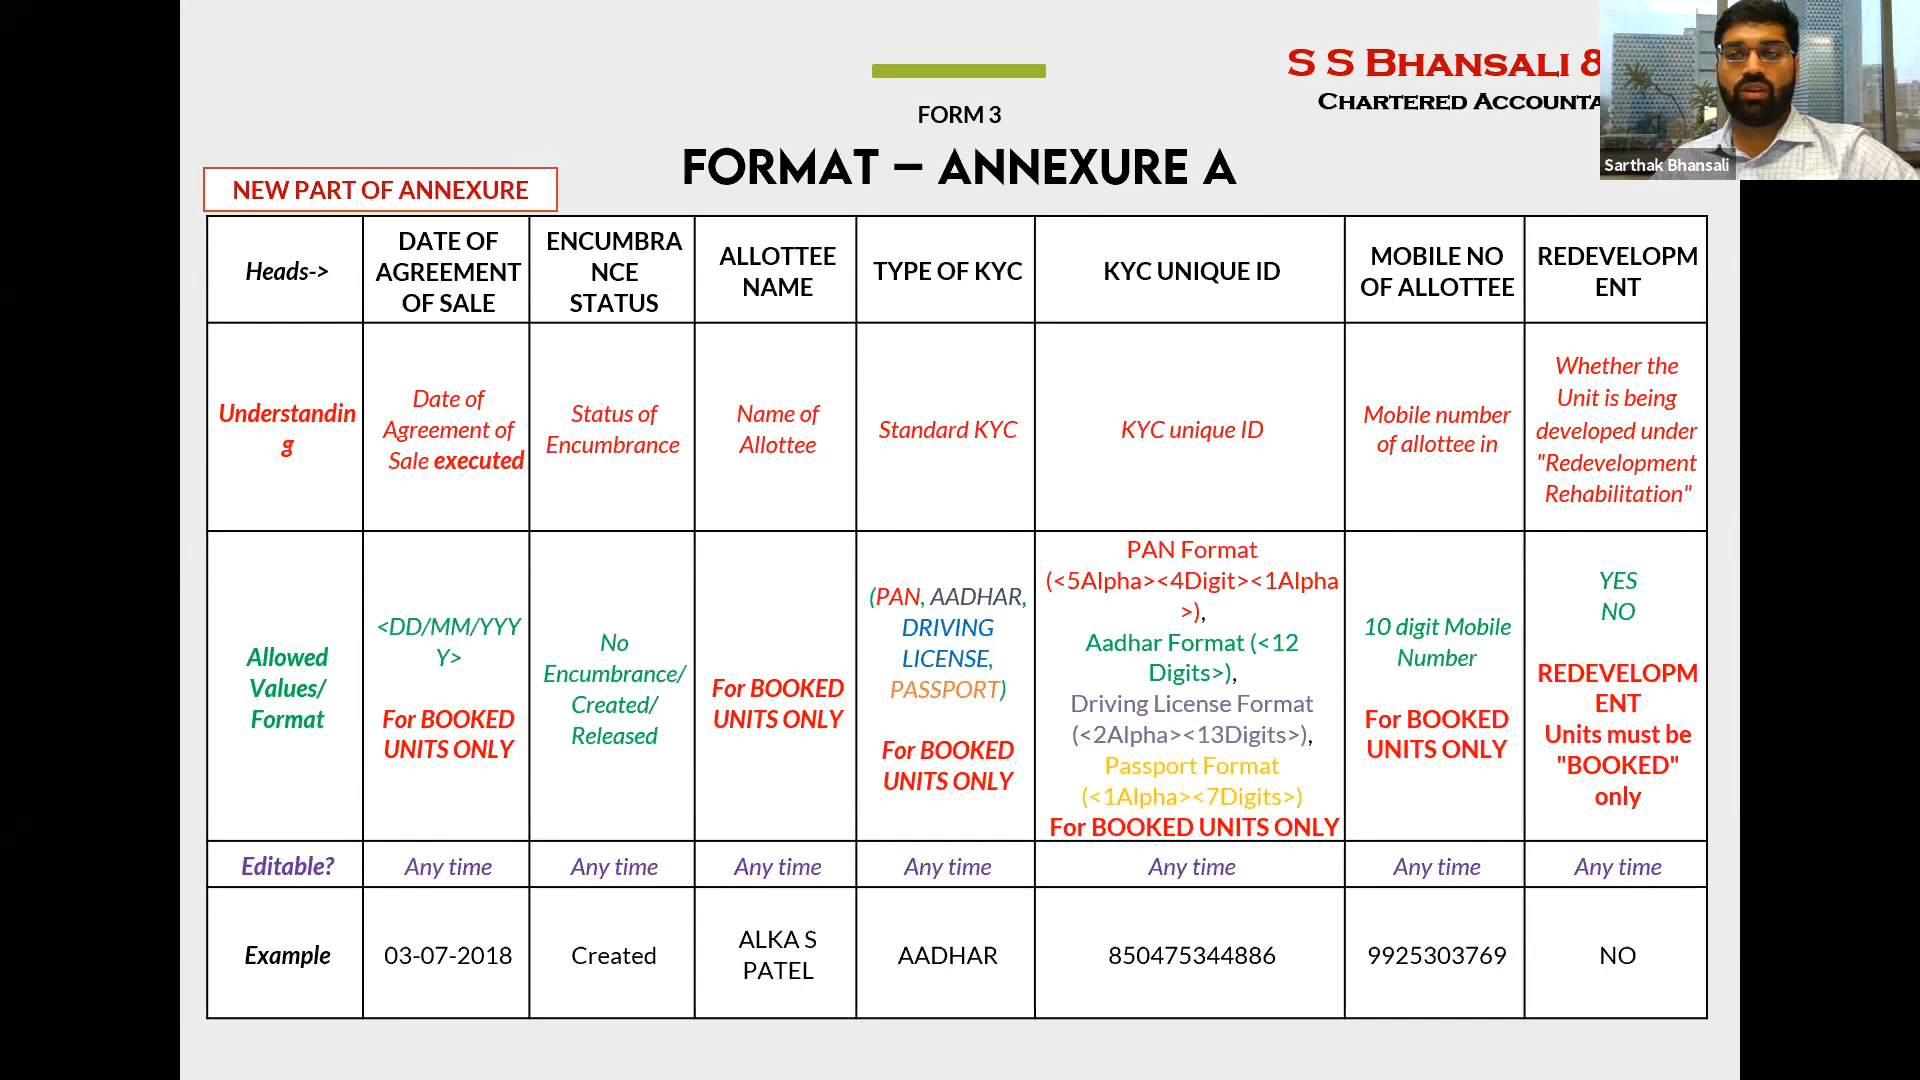 S S BHANSALI &
CHARTERED ACCOUNTA
Sarthak Bhansali
FORM 3
FORMAT – ANNEXURE A
NEW PART OF ANNEXURE
Heads->
DATE OF
AGREEMENT
OF SALE
ENCUMBRA
NCE
STATUS
ALLOTTEE
NAME
TYPE OF KYC
KYC UNIQUE ID
MOBILE NO
OF ALLOTTEE
REDEVELOPM
ENT
Understandin
g
Date of
Agreement of
Sale executed
Status of
Encumbrance
Name of
Allottee
Standard KYC
KYC unique ID
Mobile number
of allottee in
Whether the
Unit is being
developed under
"Redevelopment
Rehabilitation"
Allowed
Values/
Format
<DD/MM/YYY
Y>
For BOOKED
UNITS ONLY
No
Encumbrance/
Created/
Released
For BOOKED
UNITS ONLY
(PAN, AADHAR,
DRIVING
LICENSE,
PASSPORT)
For BOOKED
UNITS ONLY
PAN Format
(<5Alpha><4Digit><1Alpha
>),
Aadhar Format (<12
Digits>),
Driving License Format
(<2Alpha><13Digits>),
Passport Format
(<1Alpha><7Digits>)
For BOOKED UNITS ONLY
10 digit Mobile
Number
For BOOKED
UNITS ONLY
YES
NO
REDEVELOPM
ENT
Units must be
"BOOKED"
only
Editable?
Any time
Any time
Any time
Any time
Any time
Any time
Any time
Example
03-07-2018
Created
ALKA S
PATEL
AADHAR
850475344886
9925303769
NO